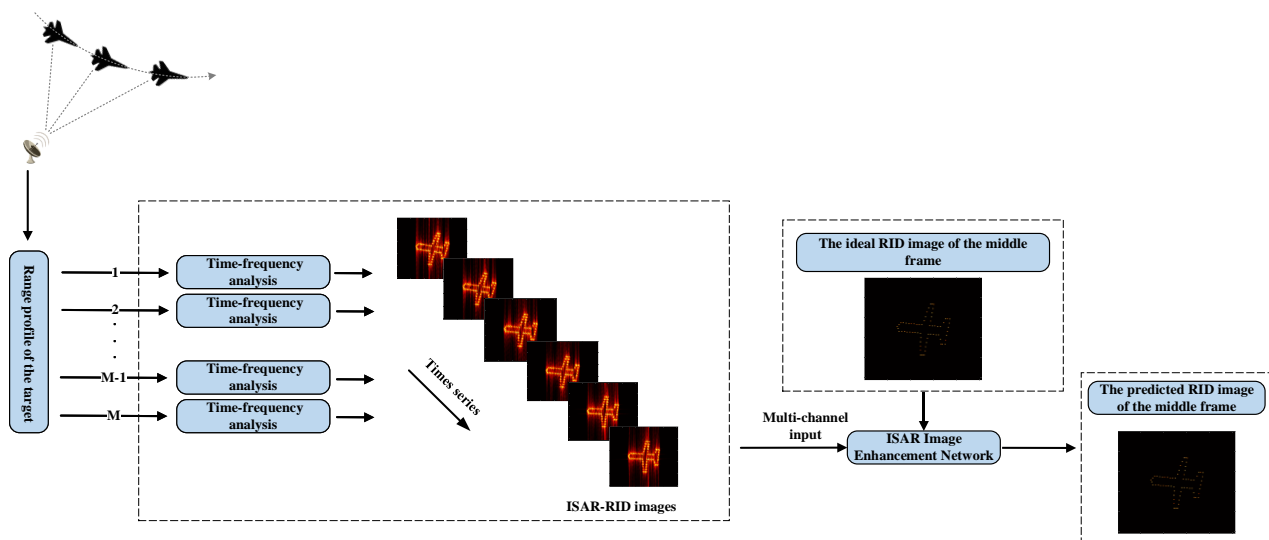 Range profile of the target
1
Time-frequency
analysis
2
Time-frequency
analysis
.
.
.
M-1
Time-frequency
analysis
M
Time-frequency
analysis
Times series
ISAR-RID images
The ideal RID image of the middle
frame
Multi-channel
input
ISAR Image
Enhancement Network
The predicted RID image
of the middle frame